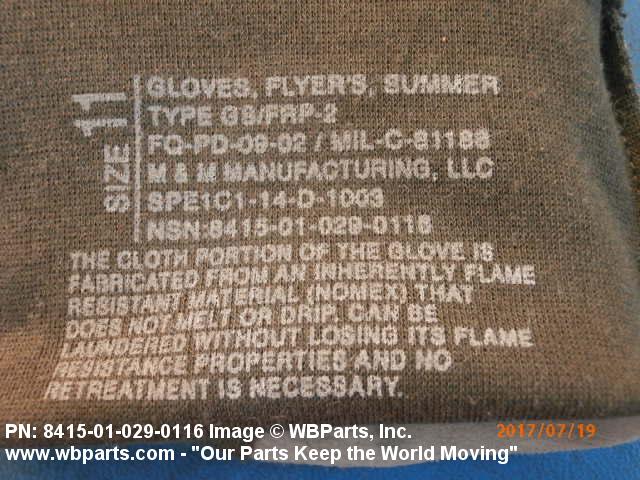 SIZE 11
GLOVES, FLYER'S, SUMMER
TYPE GS/FRP-2
FQ-PD-09-02 / MIL-C-81188
M & M MANUFACTURING, LLC
SPE1C1-14-D-1003
NSN:8415-01-029-0116
THE CLOTH PORTION OF THE GLOVE IS
FABRICATED FROM AN INHERENTLY FLAME
RESISTANT MATERIAL (NOMEX) THAT
DOES NOT MELT OR DRIP. CAN BE
LAUNDERED WITHOUT LOSING ITS FLAME
RESISTANCE PROPERTIES AND NO
RETREATMENT IS NECESSARY.
PN: 8415-01-029-0116 Image © WBParts, Inc.
2017/07/19
www.wbparts.com - "Our Parts Keep the World Moving"